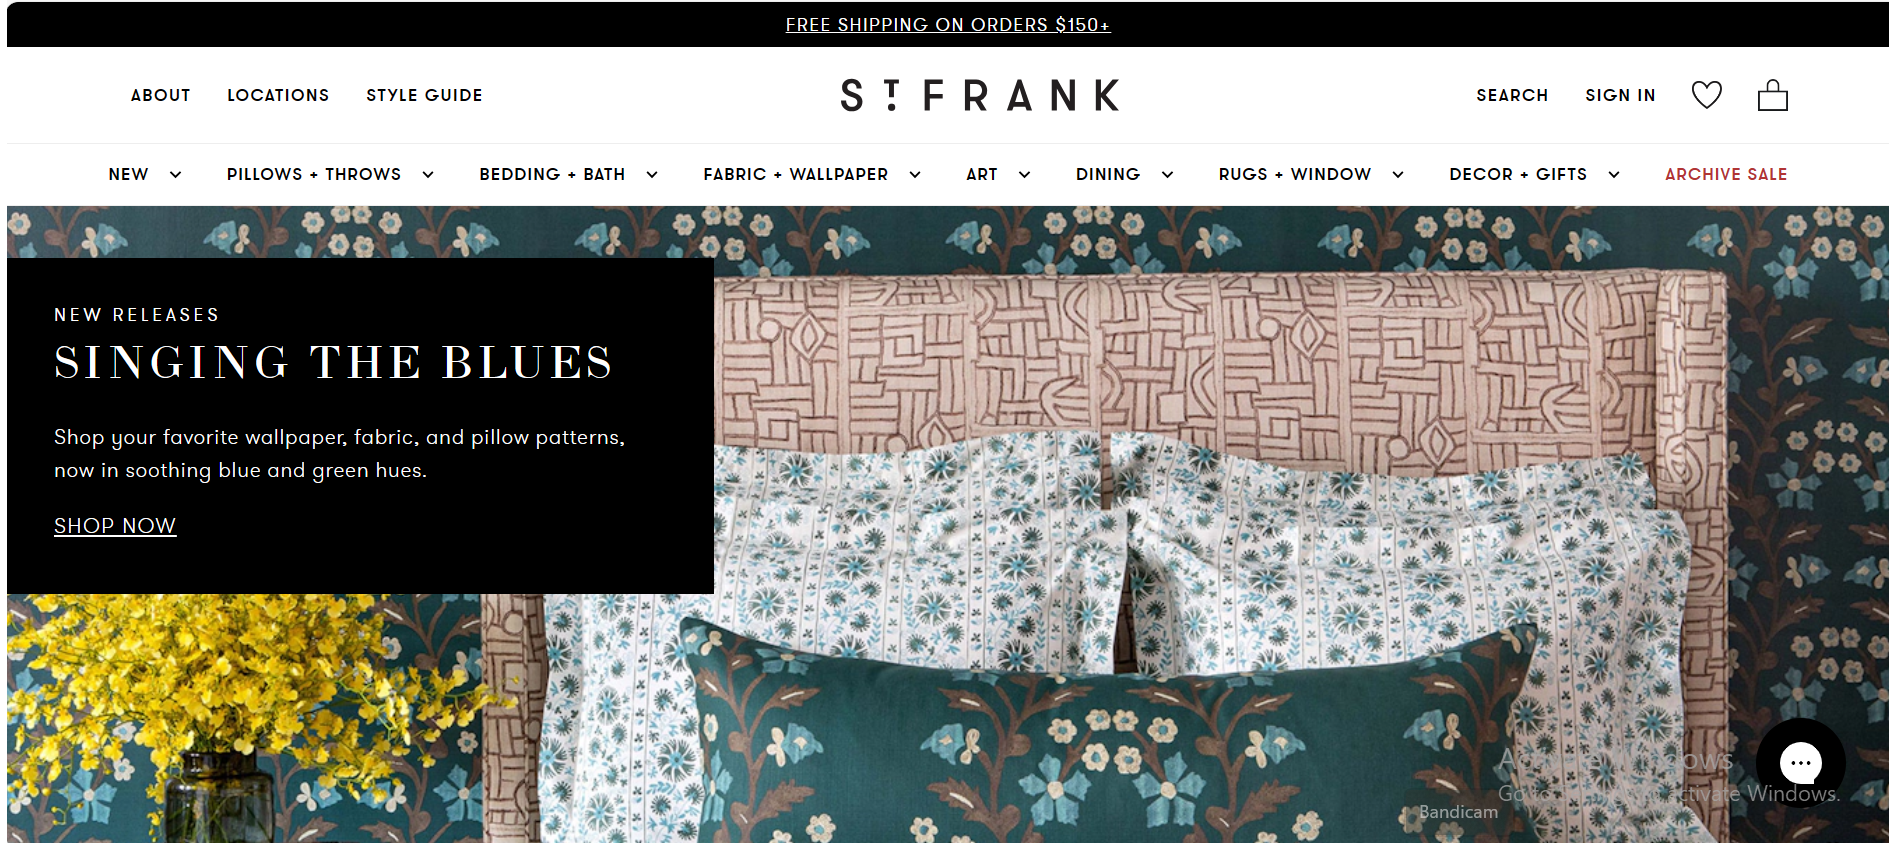 FREE SHIPPING ON ORDERS $150+
ABOUT LOCATIONS STYLE GUIDE
ST. FRANK
SEARCH SIGN IN
NEW PILLOWS + THROWS BEDDING + BATH FABRIC + WALLPAPER ART DINING RUGS + WINDOW DECOR + GIFTS ARCHIVE SALE
NEW RELEASES
SINGING THE BLUES
Shop your favorite wallpaper, fabric, and pillow patterns,
now in soothing blue and green hues.
SHOP NOW
Windows
Go to activate Windows.
Bandicam